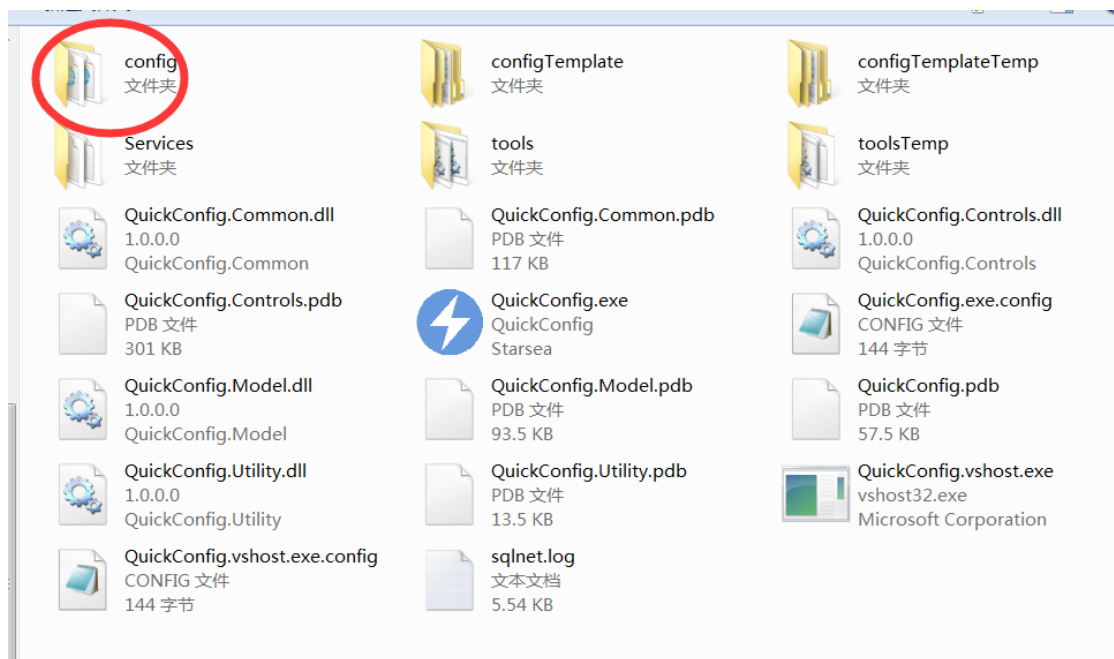 config
文件夹
configTemplate
文件夹
configTemplateTemp
文件夹
Services
文件夹
tools
文件夹
toolsTemp
文件夹
QuickConfig.Common.dll
1.0.0.0
QuickConfig.Common
QuickConfig.Common.pdb
PDB 文件
117 KB
QuickConfig.Controls.dll
1.0.0.0
QuickConfig.Controls
QuickConfig.Controls.pdb
PDB 文件
301 KB
QuickConfig.exe
QuickConfig
Starsea
QuickConfig.exe.config
CONFIG 文件
144 字节
QuickConfig.Model.dll
1.0.0.0
QuickConfig.Model
QuickConfig.Model.pdb
PDB 文件
93.5 KB
QuickConfig.pdb
PDB 文件
57.5 KB
QuickConfig.Utility.dll
1.0.0.0
QuickConfig.Utility
QuickConfig.Utility.pdb
PDB 文件
13.5 KB
QuickConfig.vshost.exe
vshost32.exe
Microsoft Corporation
QuickConfig.vshost.exe.config
CONFIG 文件
144 字节
sqlnet.log
文本文档
5.54 KB